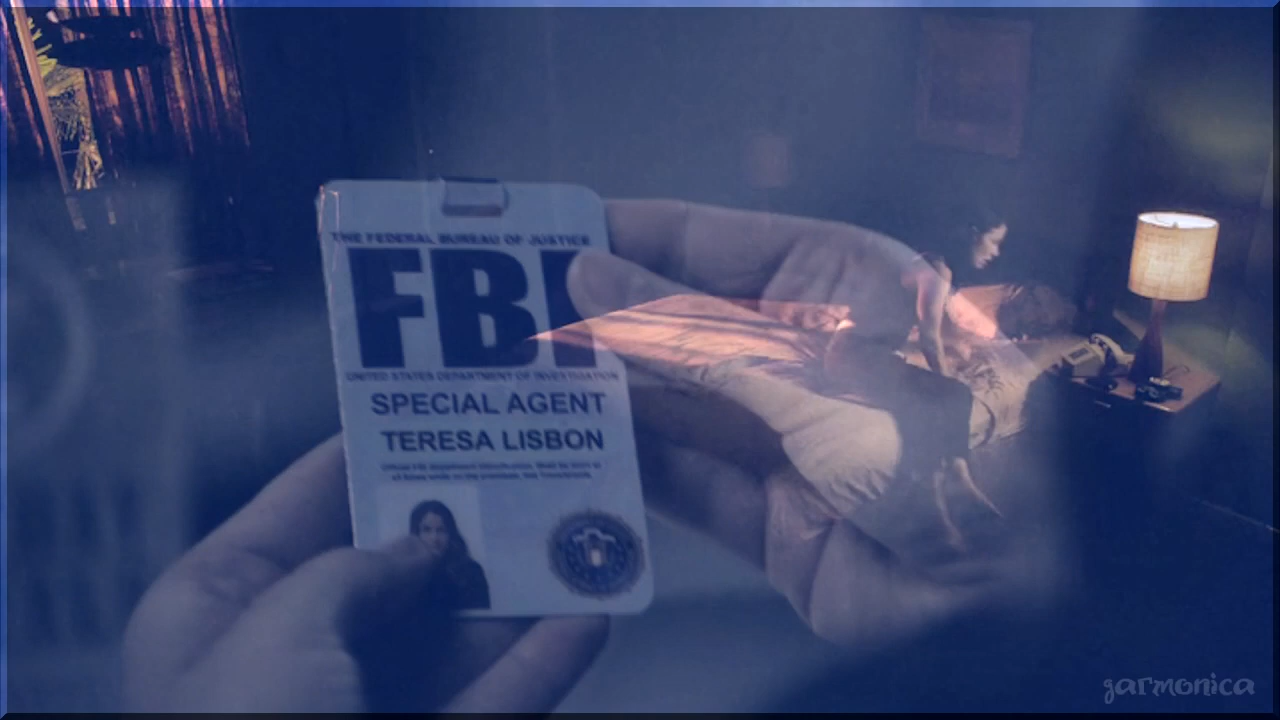 THE FEDERAL BUREAU OF JUSTICE
FBI
UNITED STATES DEPARTMENT OF INVESTIGATION
SPECIAL AGENT
TERESA LISBON
garmonica